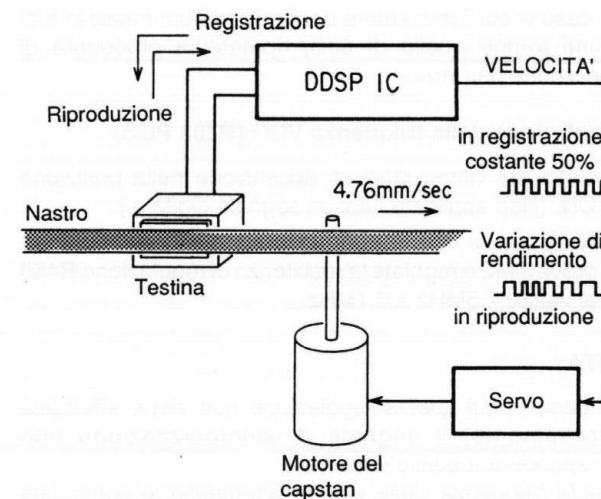 Registrazione
DDSP IC
VELOCITA'
Riproduzione
in registrazione
costante 50%
4.76mm/sec
Nastro
Variazione di
rendimento
Testina
in riproduzione
Servo
Motore del
capstan